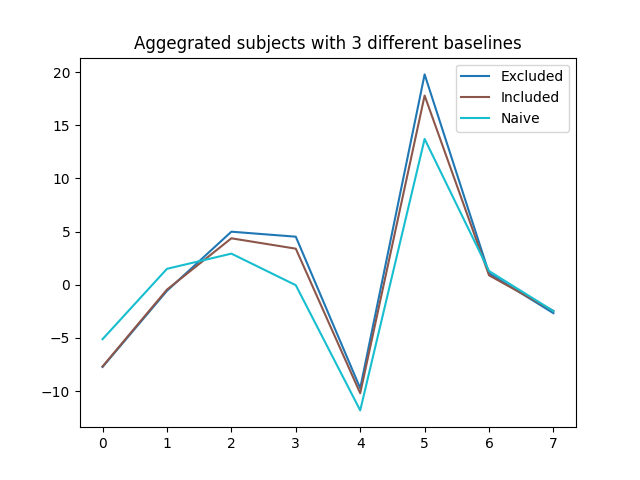 Aggegrated subjects with 3 different baselines
Excluded
Included
Naive
20
15
10
5
0
−5
−10
0 1 2 3 4 5 6 7